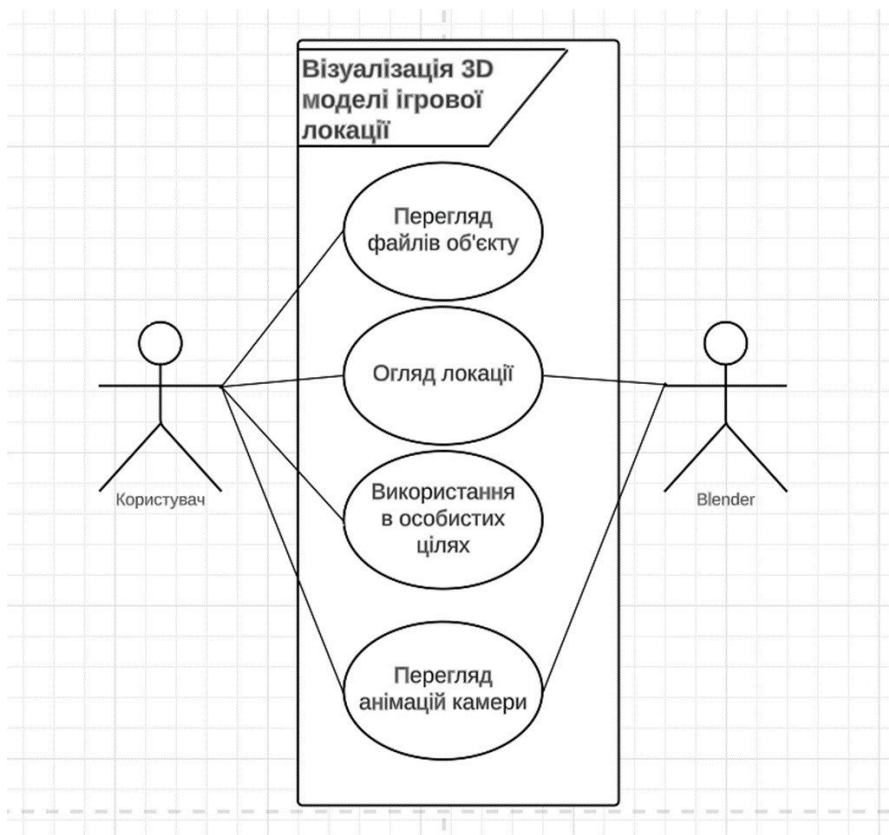 Візуалізація 3D
моделі ігрової
локації
Перегляд
файлів об'єкту
Огляд локації
Використання
в особистих
цілях
Перегляд
анімацій камери
Користувач
Blender